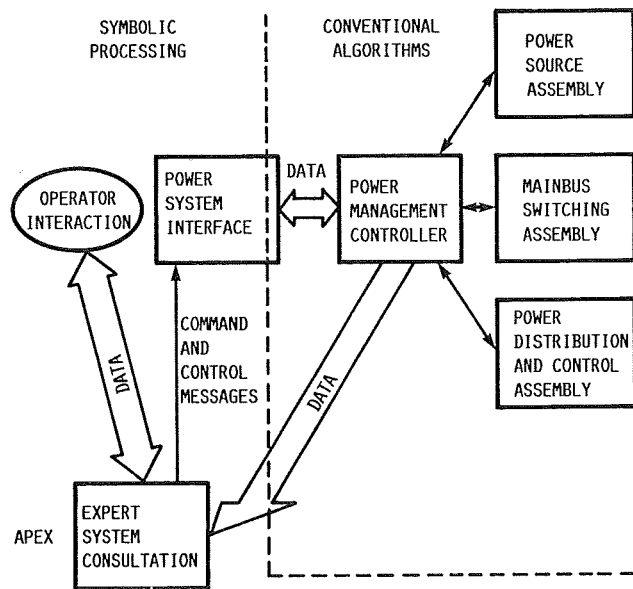 SYMBOLIC
PROCESSING
CONVENTIONAL
ALGORITHMS
POWER
SOURCE
ASSEMBLY
OPERATOR
INTERACTION
POWER
SYSTEM
INTERFACE
DATA
POWER
MANAGEMENT
CONTROLLER
MAINBUS
SWITCHING
ASSEMBLY
COMMAND
AND
CONTROL
MESSAGES
DATA
DATA
POWER
DISTRIBUTION
AND CONTROL
ASSEMBLY
APEX
EXPERT
SYSTEM
CONSULTATION